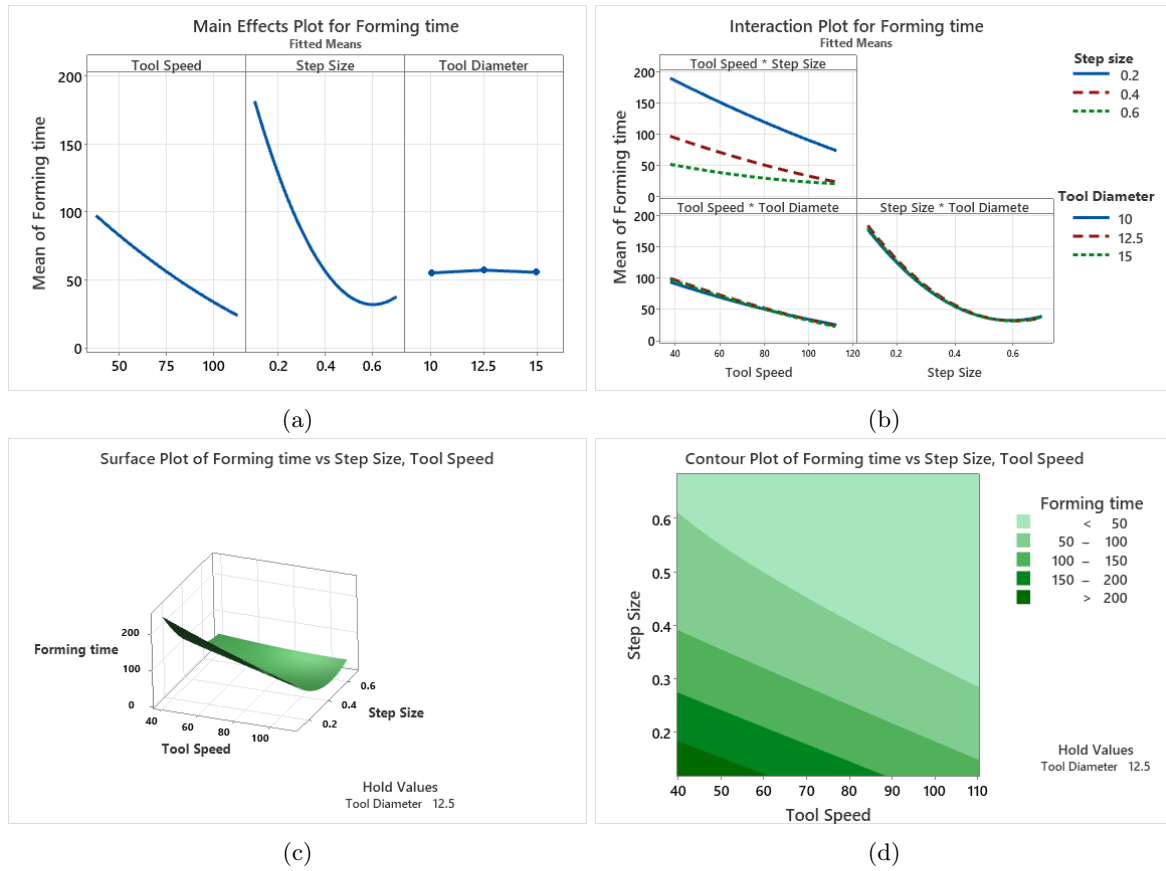 Main Effects Plot for Forming time
Fitted Means
Tool Speed Step Size Tool Diameter
Mean of Forming time
200
150
100
50
0
50 75 100 0.2 0.4 0.6 10 12.5 15
(a)
Interaction Plot for Forming time
Fitted Means
Tool Speed * Step Size
Step size
0.2
0.4
0.6
Mean of Forming time
200
150
100
50
0
Tool Speed * Tool Diamete Step Size * Tool Diamete
Tool Diameter
10
12.5
15
200
150
100
50
0
40 60 80 100 120 0.2 0.4 0.6
Tool Speed Step Size
(b)
Surface Plot of Forming time vs Step Size, Tool Speed
Forming time
200
100
0
40 60 80 100
Tool Speed
0.6
0.4
0.2
Step Size
Hold Values
Tool Diameter 12.5
(c)
Contour Plot of Forming time vs Step Size, Tool Speed
Step Size
0.6
0.5
0.4
0.3
0.2
40 50 60 70 80 90 100 110
Tool Speed
Forming time
< 50
50 – 100
100 – 150
150 – 200
> 200
Hold Values
Tool Diameter 12.5
(d)